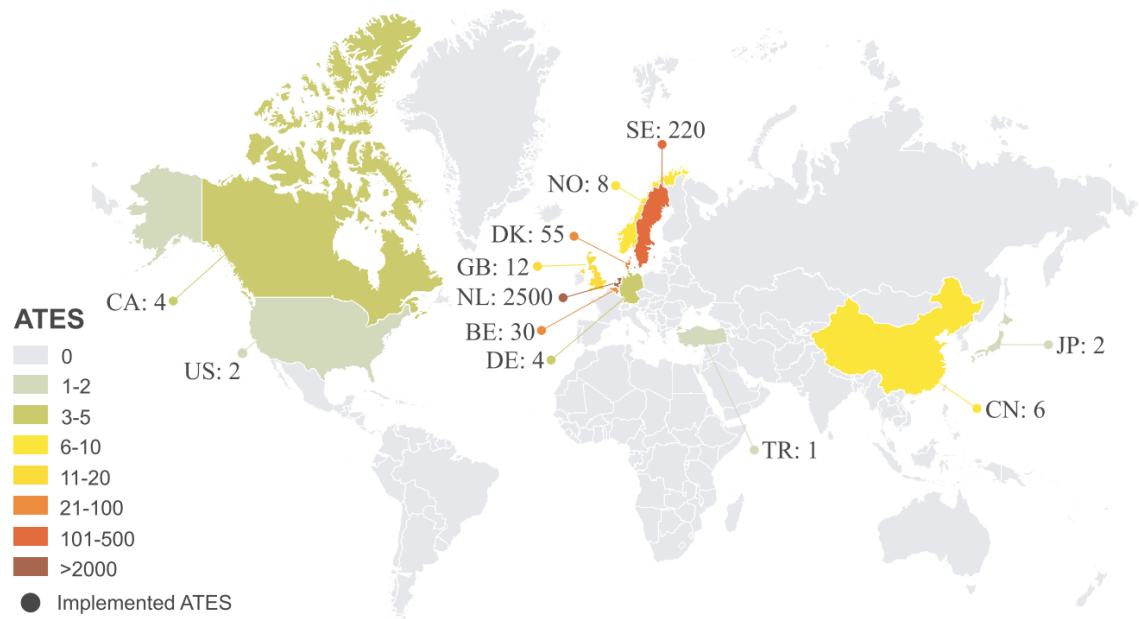 SE: 220
NO: 8
DK: 55
GB: 12
CA: 4
NL: 2500
ATES
BE: 30
JP: 2
0
DE: 4
US: 2
1-2
3-5
CN: 6
6-10
TR: 1
11-20
21-100
101-500
>2000
Implemented ATES